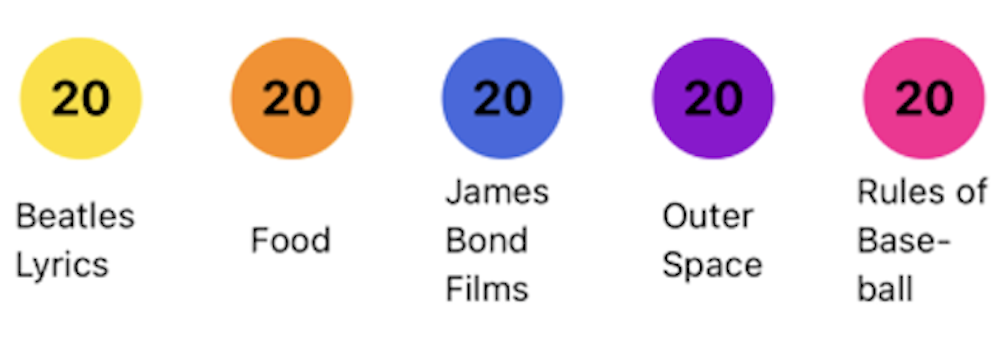 20
20
20
20
20
Beatles
Lyrics
Food
James
Bond
Films
Outer
Space
Rules of
Base-
ball